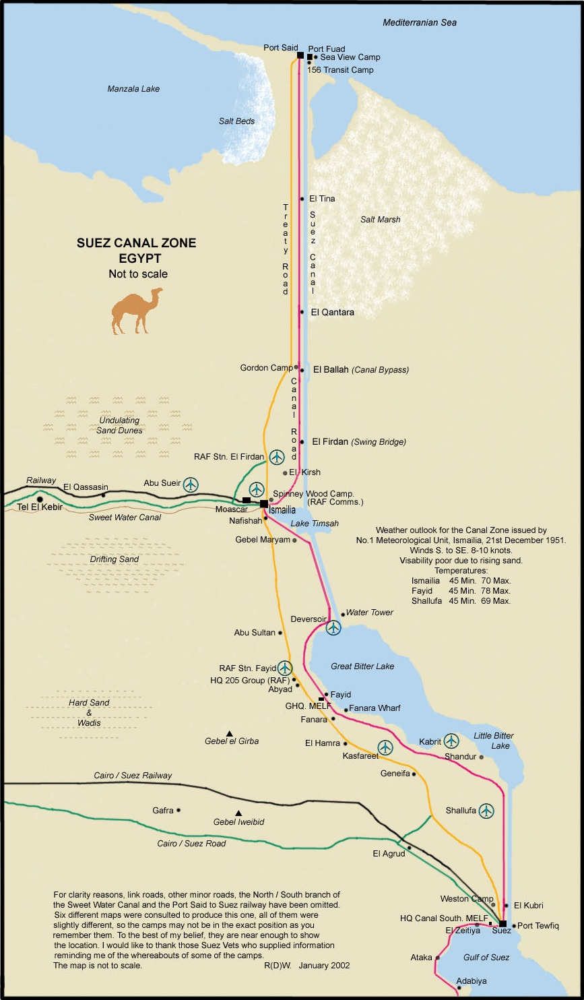 Mediterranean Sea
Port Said
Port Fuad
Sea View Camp
156 Transit Camp
Manzala Lake
Salt Beds
El Tina
Treaty Road
Suez Canal
Salt Marsh
SUEZ CANAL ZONE
EGYPT
Not to scale
El Qantara
Gordon Camp
El Ballah (Canal Bypass)
Canal Road
Undulating
Sand Dunes
El Firdan (Swing Bridge)
RAF Stn. El Firdan
El Kirsh
Railway
El Qassasin
Abu Sueir
Spinney Wood Camp.
(RAF Comms.)
Tel El Kebir
Moascar
Ismailia
Sweet Water Canal
Nafishah
Lake Timsah
Gebel Maryam
Weather outlook for the Canal Zone issued by
No.1 Meteorological Unit, Ismailia, 21st December 1951.
Winds S. to SE. 8-10 knots.
Visability poor due to rising sand.
Temperatures:
Ismailia 45 Min. 70 Max.
Fayid 45 Min. 78 Max.
Shallufa 45 Min. 69 Max.
Drifting Sand
Water Tower
Deversoir
Abu Sultan
RAF Stn. Fayid
Great Bitter Lake
HQ 205 Group (RAF)
Abyad
Fayid
GHQ. MELF
Fanara Wharf
Hard Sand
&
Wadis
Fanara
Gebel el Girba
El Hamra
Kasfareet
Kabrit
Little Bitter
Lake
Shandur
Geneifa
Cairo / Suez Railway
Gafra
Gebel Iweibid
Shallufa
Cairo / Suez Road
El Agrud
For clarity reasons, link roads, other minor roads, the North / South branch of
the Sweet Water Canal and the Port Said to Suez railway have been omitted.
Six different maps were consulted to produce this one, all of them were
slightly different, so the camps may not be in the exact position as you
remember them. To the best of my belief, they are near enough to show
the location. I would like to thank those Suez Vets who supplied information
reminding me of the whereabouts of some of the camps.
The map is not to scale. R(D)W. January 2002
Weston Camp
El Kubri
HQ Canal South. MELF
El Zeitiya
Suez
Port Tewfiq
Ataka
Gulf of Suez
Adabiya